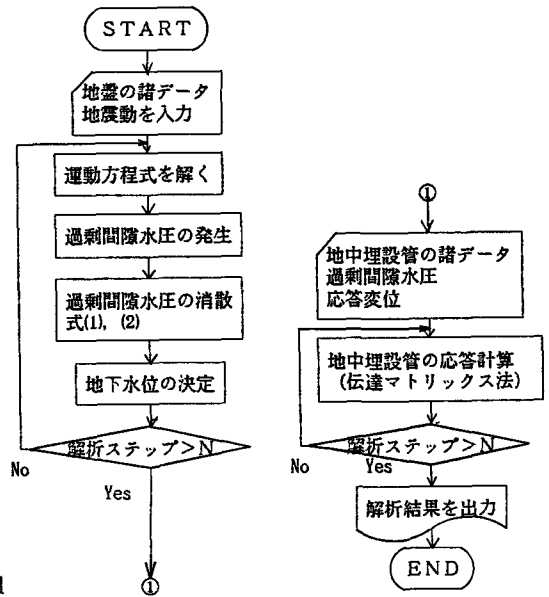 START
地盤の諸データ
地震動を入力
運動方程式を解く
過剰間隙水圧の発生
過剰間隙水圧の消散
式(1), (2)
地下水位の決定
解析ステップ>N
No
Yes
①
①
地中埋設管の諸データ
過剰間隙水圧
応答変位
地中埋設管の応答計算
(伝達マトリックス法)
解析ステップ>N
No
Yes
解析結果を出力
END